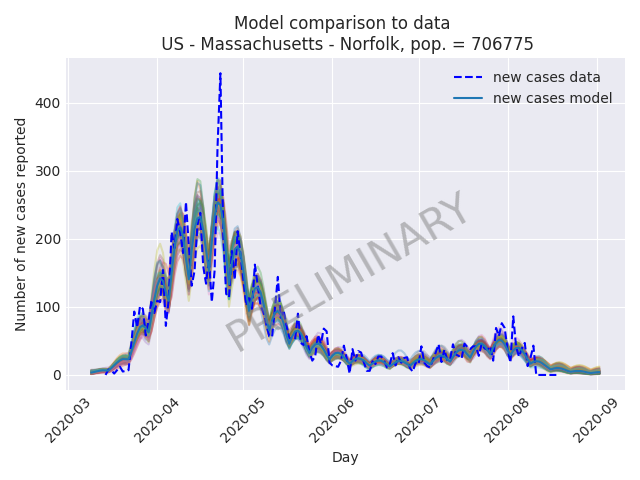 Model comparison to data
US - Massachusetts - Norfolk, pop. = 706775
Number of new cases reported
400
300
200
100
0
new cases data
new cases model
PRELIMINARY
2020-03
2020-04
2020-05
2020-06
2020-07
2020-08
2020-09
Day